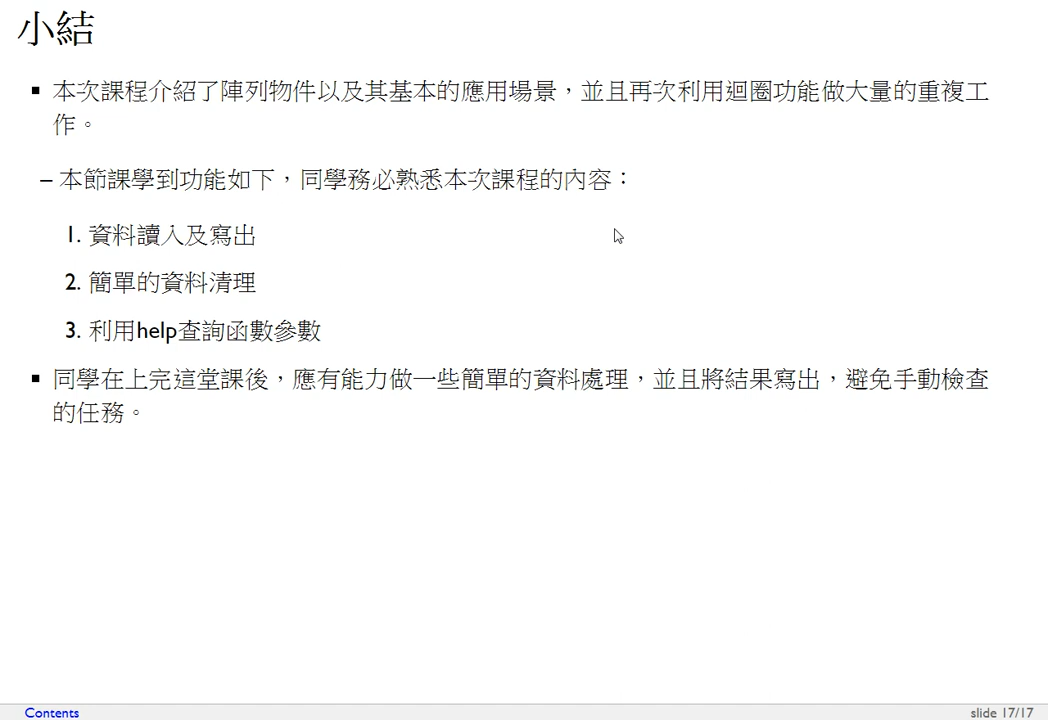 小結
▪ 本次課程介紹了陣列物件以及其基本的應用場景，並且再次利用迴圈功能做大量的重複工
作。
– 本節課學到功能如下，同學務必熟悉本次課程的內容：
1. 資料讀入及寫出
2. 簡單的資料清理
3. 利用help查詢函數參數
▪ 同學在上完這堂課後，應有能力做一些簡單的資料處理，並且將結果寫出，避免手動檢查
的任務。
Contents
slide 17/17